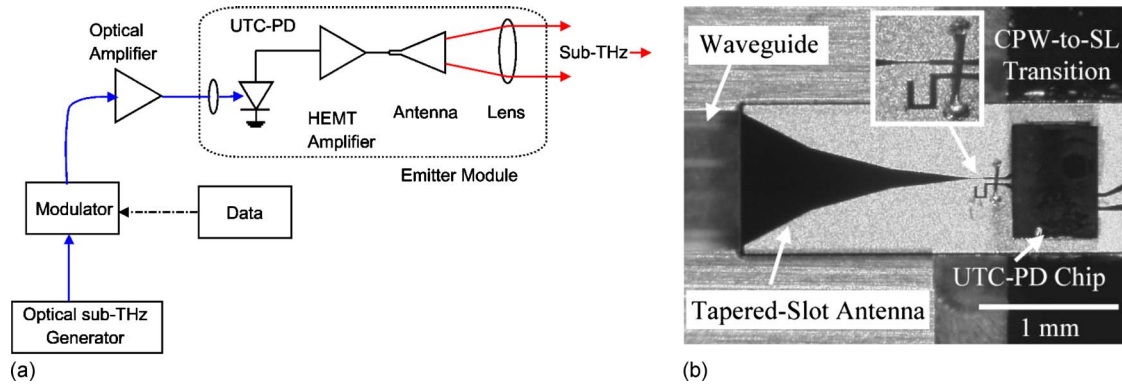 Optical
Amplifier
UTC-PD
HEMT
Amplifier
Antenna
Lens
Sub-THz
Emitter Module
Modulator
Data
Optical sub-THz
Generator
(a)
Waveguide
CPW-to-SL
Transition
UTC-PD Chip
Tapered-Slot Antenna
1 mm
(b)